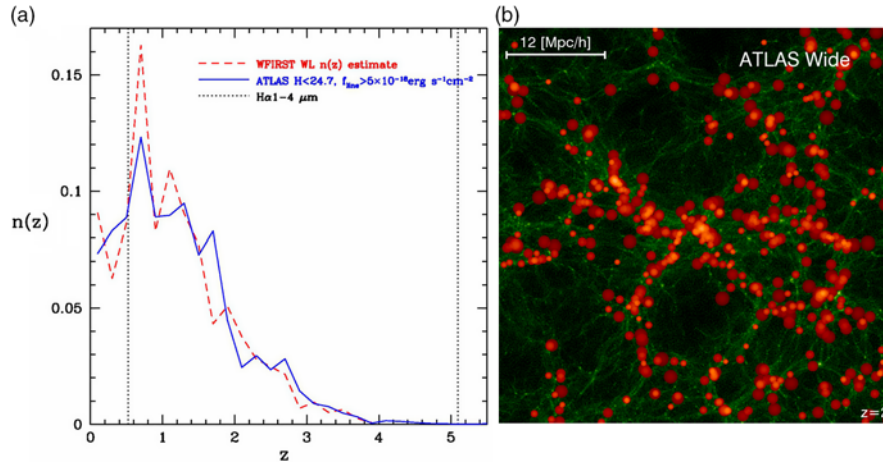 (a)
WFIRST WL n(z) estimate
ATLAS H<24.7, fline>5×10⁻¹⁸erg s⁻¹cm⁻²
Hα1-4 μm
0.15
0.1
n(z)
0.05
0
0 1 2 3 4 5
z
(b)
12 [Mpc/h]
ATLAS Wide